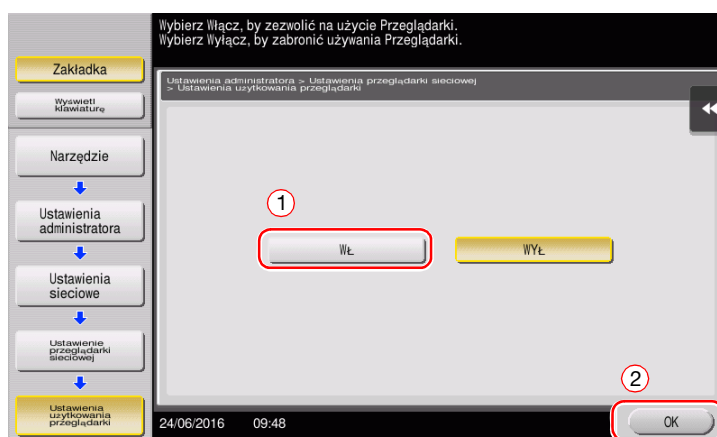 Wybierz Włącz, by zezwolić na użycie Przeglądarki.
Wybierz Wyłącz, by zabronić używania Przeglądarki.
Zakładka
Wyświetl
klawiaturę
Ustawienia administratora > Ustawienia przeglądarki sieciowej
> Ustawienia użytkowania przeglądarki
Narzędzie
Ustawienia
administratora
Ustawienia
sieciowe
Ustawienie
przeglądarki
sieciowej
Ustawienia
użytkowania
przeglądarki
1
WŁ
WYŁ
2
24/06/2016 09:48
OK